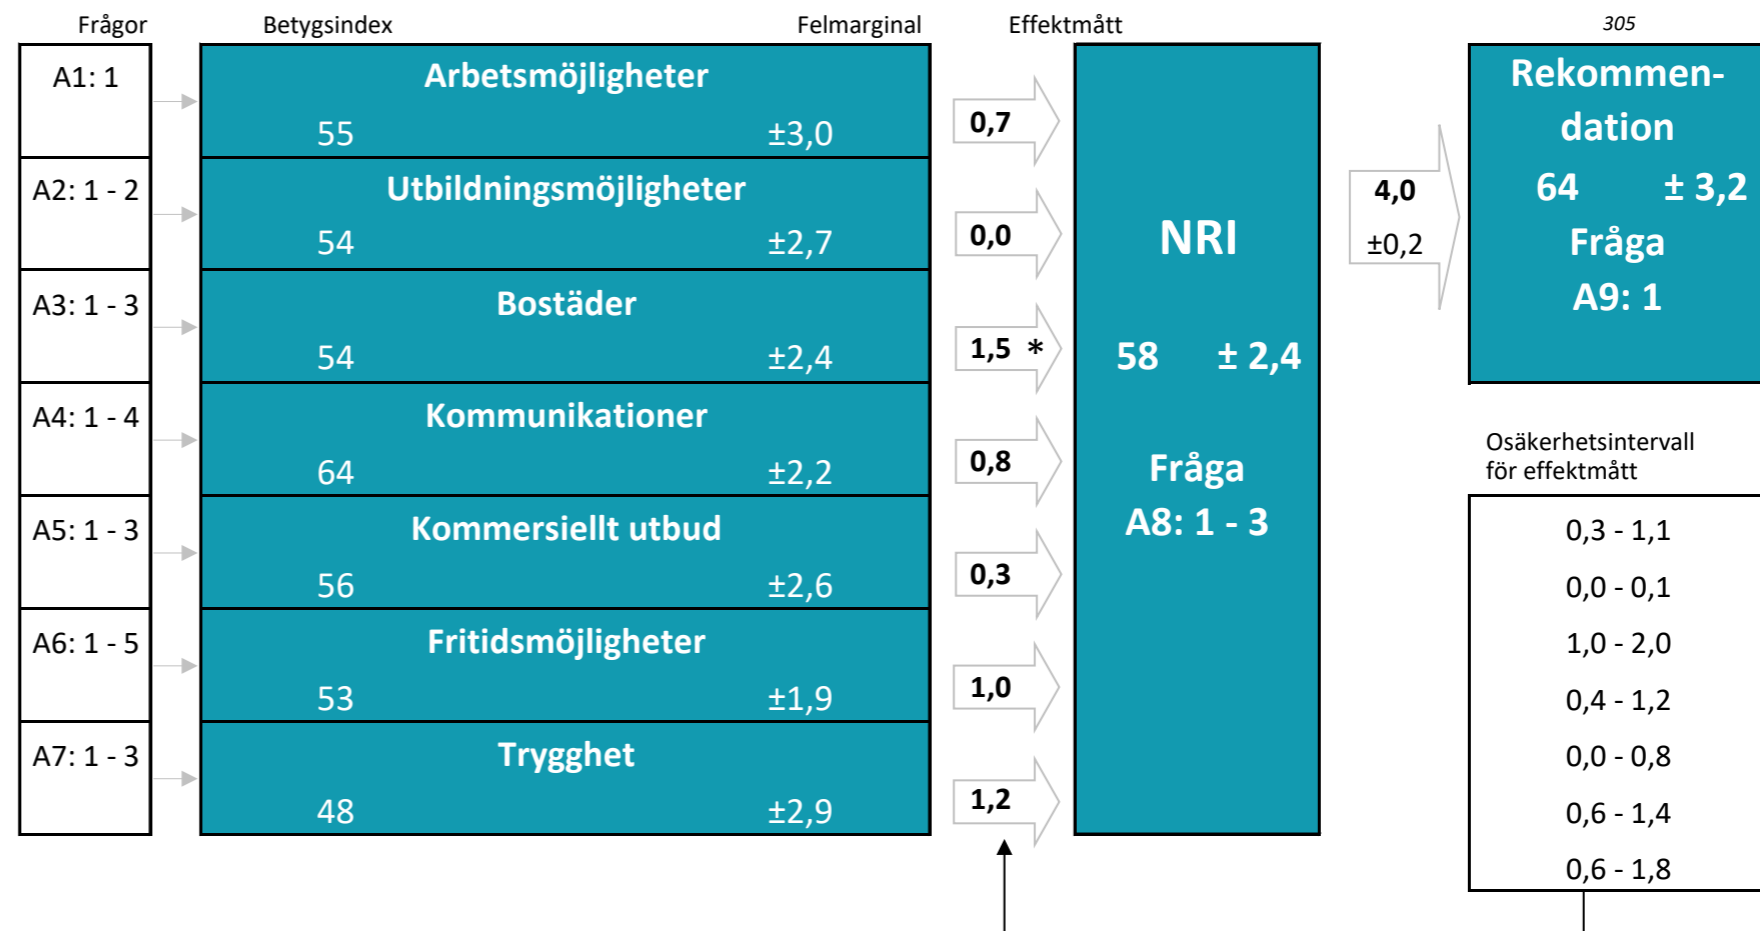 Frågor Betygsindex Felmarginal Effektmått 305
A1: 1
Arbetsmöjligheter
55 ±3,0
0,7
A2: 1 - 2
Utbildningsmöjligheter
54 ±2,7
0,0
A3: 1 - 3
Bostäder
54 ±2,4
1,5 *
A4: 1 - 4
Kommunikationer
64 ±2,2
0,8
A5: 1 - 3
Kommersiellt utbud
56 ±2,6
0,3
A6: 1 - 5
Fritidsmöjligheter
53 ±1,9
1,0
A7: 1 - 3
Trygghet
48 ±2,9
1,2
NRI
58 ± 2,4
Fråga
A8: 1 - 3
4,0
±0,2
Rekommen-
dation
64 ± 3,2
Fråga
A9: 1
Osäkerhetsintervall
för effektmått
0,3 - 1,1
0,0 - 0,1
1,0 - 2,0
0,4 - 1,2
0,0 - 0,8
0,6 - 1,4
0,6 - 1,8